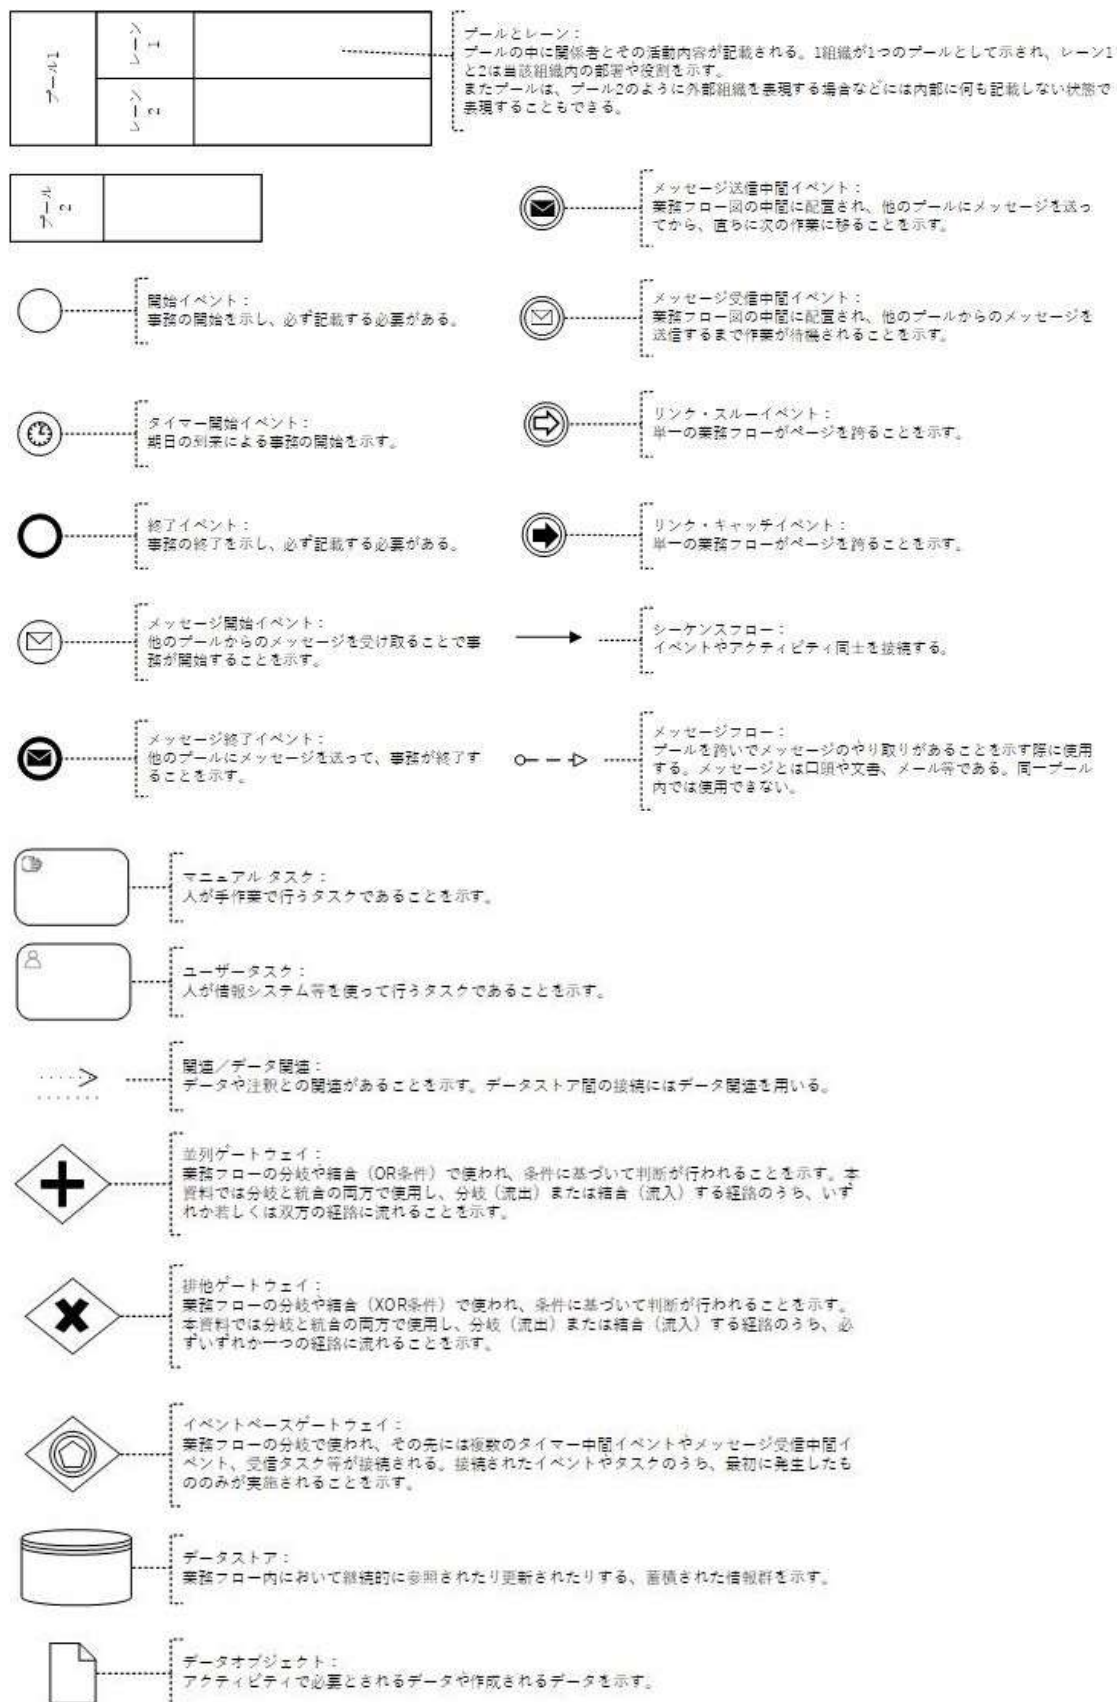 プール1
レーン1
レーン2
プールとレーン：
プールの中に関係者とその活動内容が記載される。1組織が1つのプールとして示され、レーン1
と2は当該組織内の部署や役割を示す。
またプールは、プール2のように外部組織を表現する場合などには内部に何も記載しない状態で
表現することもできる。
プール2
メッセージ送信中間イベント：
業務フロー図の中間に配置され、他のプールにメッセージを送っ
てから、直ちに次の作業に移ることを示す。
開始イベント：
事務の開始を示し、必ず記載する必要がある。
メッセージ受信中間イベント：
業務フロー図の中間に配置され、他のプールからのメッセージを
送信するまで作業が待機されることを示す。
タイマー開始イベント：
期日の到来による事務の開始を示す。
リンク・スルーイベント：
単一の業務フローがページを跨ることを示す。
終了イベント：
事務の終了を示し、必ず記載する必要がある。
リンク・キャッチイベント：
単一の業務フローがページを跨ることを示す。
メッセージ開始イベント：
他のプールからのメッセージを受け取ることで事
務が開始することを示す。
シーケンスフロー：
イベントやアクティビティ同士を接続する。
メッセージ終了イベント：
他のプールにメッセージを送って、事務が終了す
ることを示す。
メッセージフロー：
プールを跨いでメッセージのやり取りがあることを示す際に使用
する。メッセージとは口頭や文書、メール等である。同一プール
内では使用できない。
マニュアル タスク：
人が手作業で行うタスクであることを示す。
ユーザータスク：
人が情報システム等を使って行うタスクであることを示す。
関連／データ関連：
データや注釈との関連があることを示す。データストア間の接続にはデータ関連を用いる。
並列ゲートウェイ：
業務フローの分岐や結合（OR条件）で使われ、条件に基づいて判断が行われることを示す。本
資料では分岐と統合の両方で使用し、分岐（流出）または結合（流入）する経路のうち、いず
れか若しくは双方の経路に流れることを示す。
排他ゲートウェイ：
業務フローの分岐や結合（XOR条件）で使われ、条件に基づいて判断が行われることを示す。
本資料では分岐と統合の両方で使用し、分岐（流出）または結合（流入）する経路のうち、必
ずいずれか一つの経路に流れることを示す。
イベントベースゲートウェイ：
業務フローの分岐で使われ、その先には複数のタイマー中間イベントやメッセージ受信中間イ
ベント、受信タスク等が接続される。接続されたイベントやタスクのうち、最初に発生したも
ののみが実施されることを示す。
データストア：
業務フロー内において継続的に参照されたり更新されたりする、蓄積された情報群を示す。
データオブジェクト：
アクティビティで必要とされるデータや作成されるデータを示す。